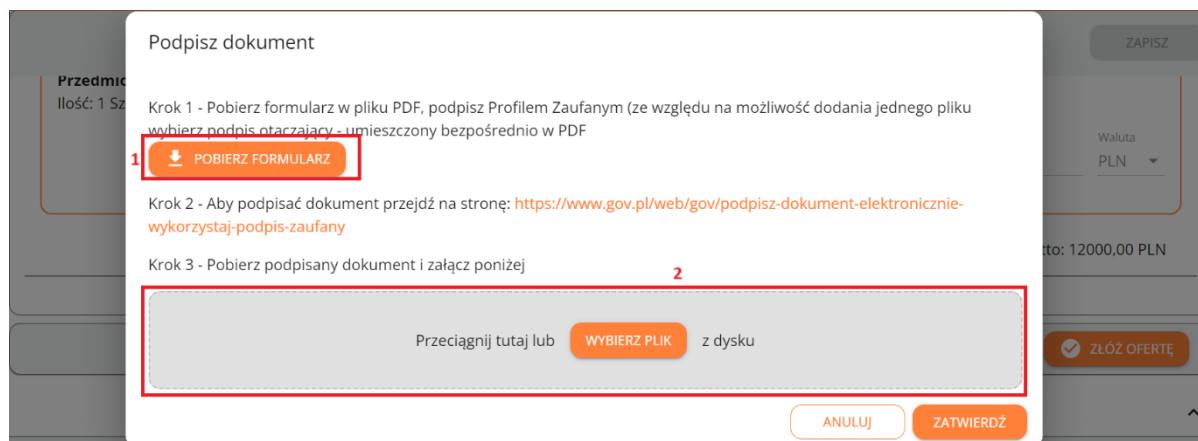 Podpisz dokument
ZAPISZ
Przedmio
Ilość: 1 Sz
Krok 1 - Pobierz formularz w pliku PDF, podpisz Profilem Zaufanym (ze względu na możliwość dodania jednego pliku
wybierz podpis otaczający - umieszczony bezpośrednio w PDF
Waluta
PLN
1
POBIERZ FORMULARZ
Krok 2 - Aby podpisać dokument przejdź na stronę: https://www.gov.pl/web/gov/podpisz-dokument-elektronicznie-
wykorzystaj-podpis-zaufany
tto: 12000,00 PLN
Krok 3 - Pobierz podpisany dokument i załącz poniżej
2
Przeciągnij tutaj lub WYBIERZ PLIK z dysku
ZŁÓŻ OFERTĘ
ANULUJ
ZATWIERDŹ